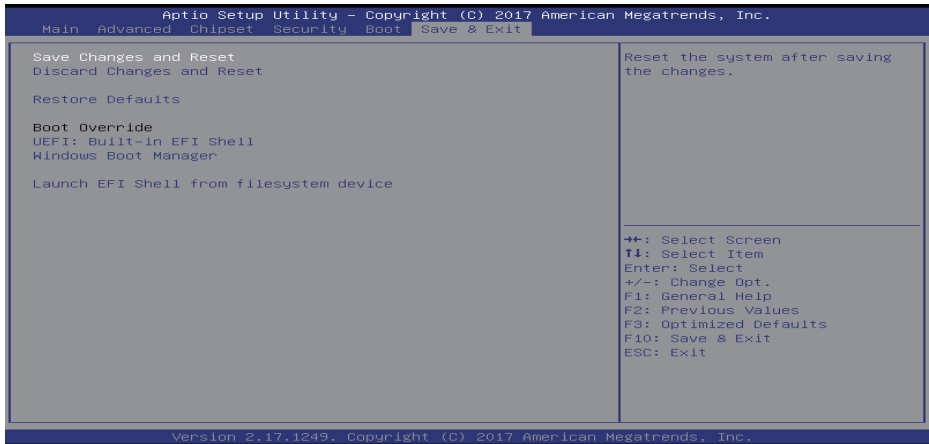 Aptio Setup Utility – Copyright (C) 2017 American Megatrends, Inc.
Main Advanced Chipset Security Boot Save & Exit
Save Changes and Reset
Discard Changes and Reset
Restore Defaults
Boot Override
UEFI: Built-in EFI Shell
Windows Boot Manager
Launch EFI Shell from filesystem device
Reset the system after saving
the changes.
→←: Select Screen
↑↓: Select Item
Enter: Select
+/-: Change Opt.
F1: General Help
F2: Previous Values
F3: Optimized Defaults
F10: Save & Exit
ESC: Exit
Version 2.17.1249. Copyright (C) 2017 American Megatrends, Inc.